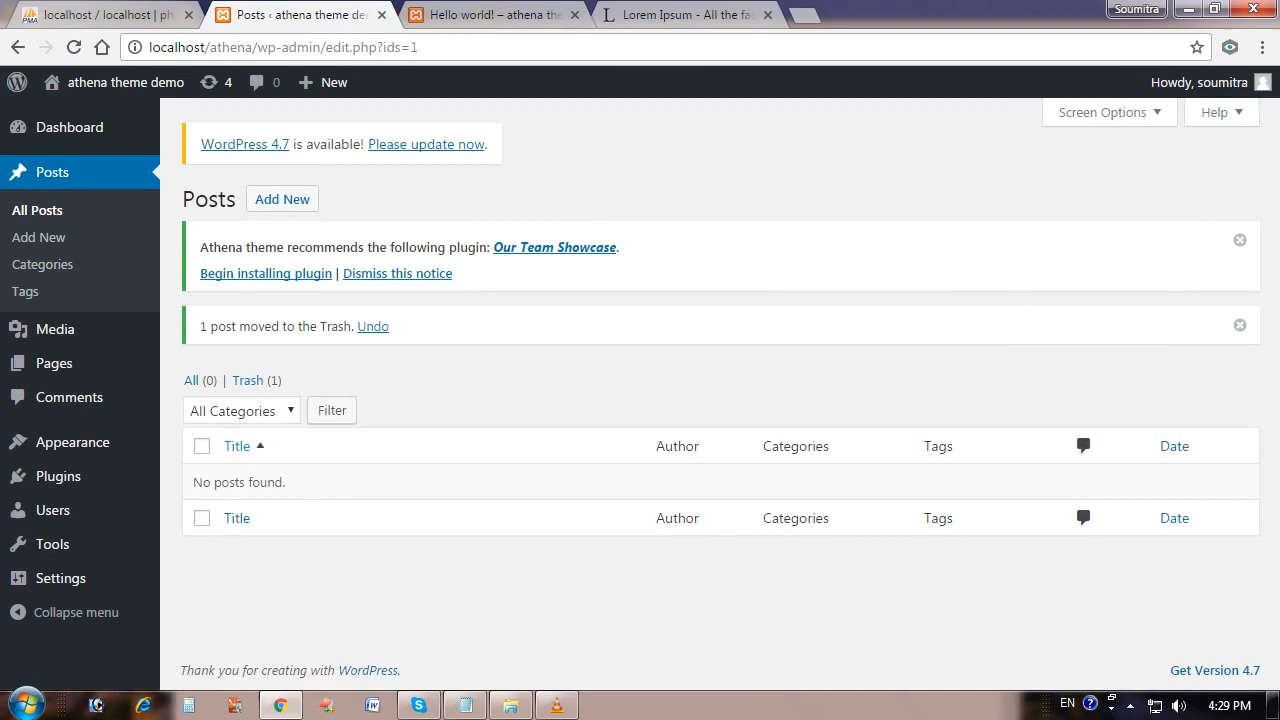 localhost / localhost | ph
Posts ‹ athena theme de
Hello world! – athena the
Lorem Ipsum - All the fa
Soumitra
localhost/athena/wp-admin/edit.php?ids=1
athena theme demo
4
0
New
Howdy, soumitra
Dashboard
Posts
All Posts
Add New
Categories
Tags
Media
Pages
Comments
Appearance
Plugins
Users
Tools
Settings
Collapse menu
Screen Options
Help
WordPress 4.7 is available! Please update now.
Posts
Add New
Athena theme recommends the following plugin: Our Team Showcase.
Begin installing plugin | Dismiss this notice
1 post moved to the Trash. Undo
All (0) | Trash (1)
All Categories
Filter
Title Author Categories Tags Date
No posts found.
Title Author Categories Tags Date
Thank you for creating with WordPress.
Get Version 4.7
EN
4:29 PM